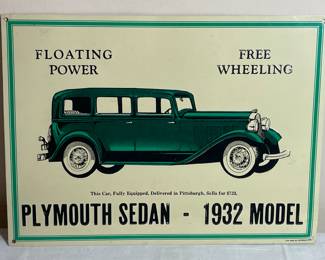 FLOATING POWER
FREE WHEELING
This Car, Fully Equipped, Delivered in Pittsburgh, Sells for $725.
PLYMOUTH SEDAN - 1932 MODEL